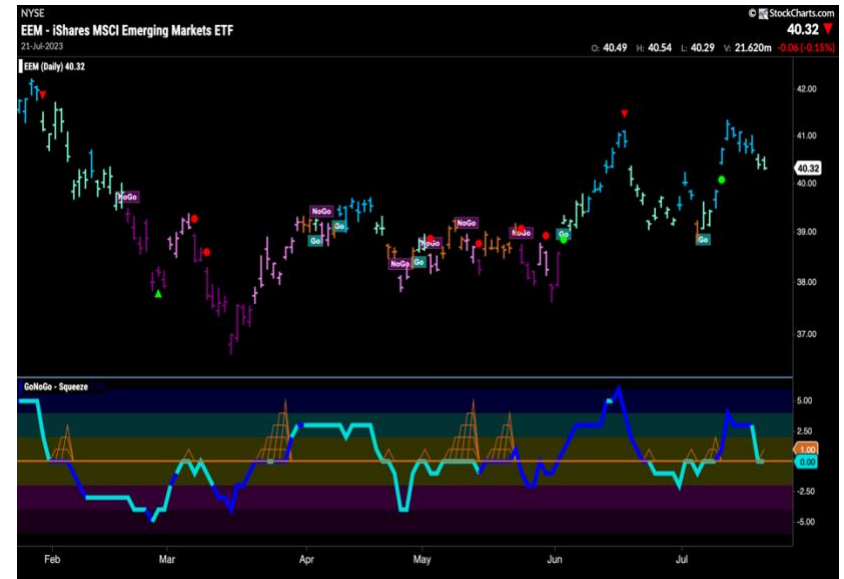 NYSE
© StockCharts.com
EEM - iShares MSCI Emerging Markets ETF
40.32
21-Jul-2023
O: 40.49 H: 40.54 L: 40.29 V: 21.620m -0.06 (-0.15%)
EEM (Daily) 40.32
42.00
41.00
40.32
40.00
39.00
38.00
37.00
NoGo
NoGo
Go
Go
NoGo
Go
NoGo
NoGo
NoGo
Go
Go
GoNoGo - Squeeze
5.00
2.50
1.00
0.00
-2.50
-5.00
Feb Mar Apr May Jun Jul